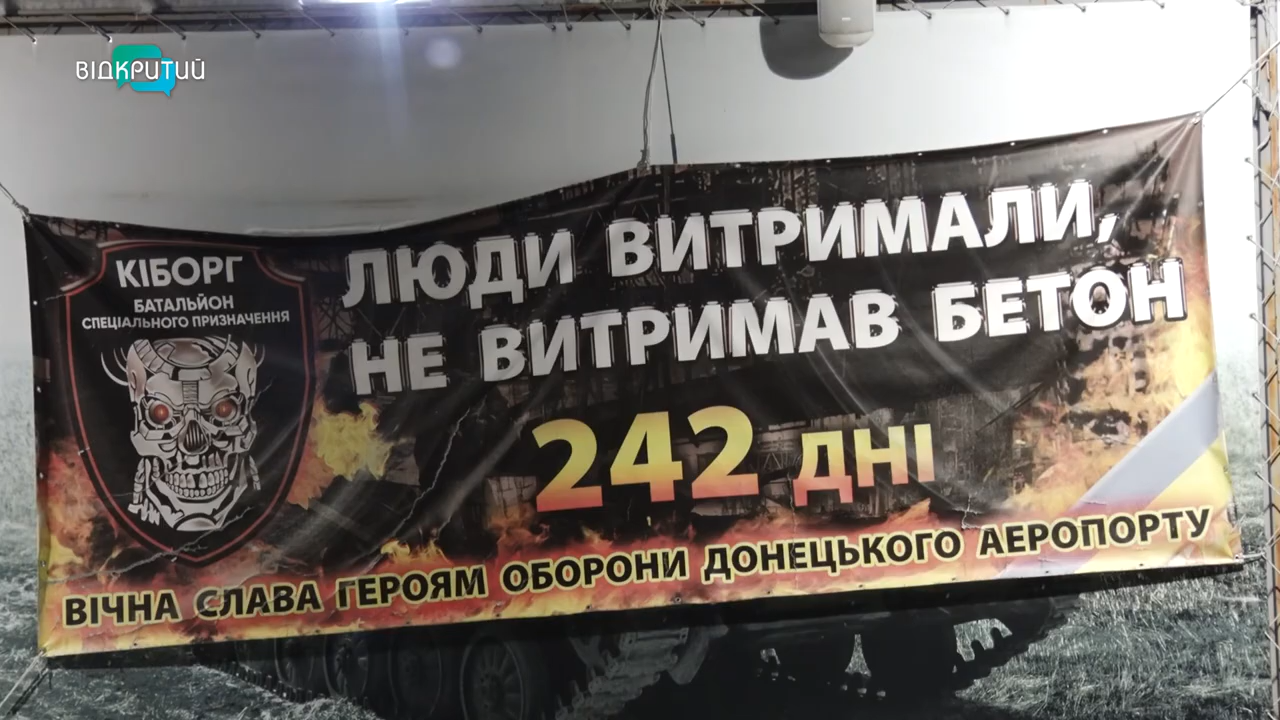 ВІДКРИТИЙ
КІБОРГ
БАТАЛЬЙОН
СПЕЦІАЛЬНОГО ПРИЗНАЧЕННЯ
ЛЮДИ ВИТРИМАЛИ,
НЕ ВИТРИМАВ БЕТОН
242 ДНІ
ВІЧНА СЛАВА ГЕРОЯМ ОБОРОНИ ДОНЕЦЬКОГО АЕРОПОРТУ